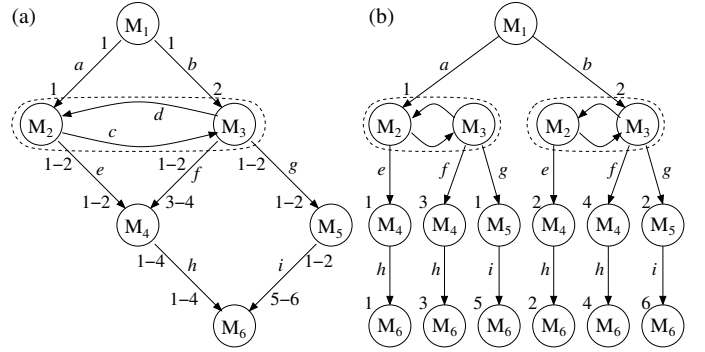 (a) M1 (b) M1
1 1
a b a b
1 2 1 2
d
M2 M3 M2 M3 M2 M3
c
1–2 e 1–2 f 1–2 g e f g e f g
1–2 3–4 1–2 1 3 1 2 4 2
M4 M5 M4 M4 M5 M4 M4 M5
1–4 h i 1–2 h h i h h i
1–4 5–6 1 3 5 2 4 6
M6 M6 M6 M6 M6 M6 M6